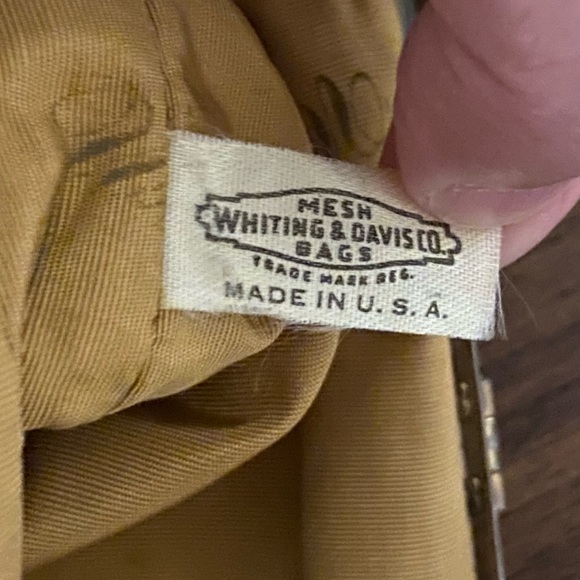 MESH
WHITING & DAVIS CO.
BAGS
TRADE MARK REG.
MADE IN U. S. A.